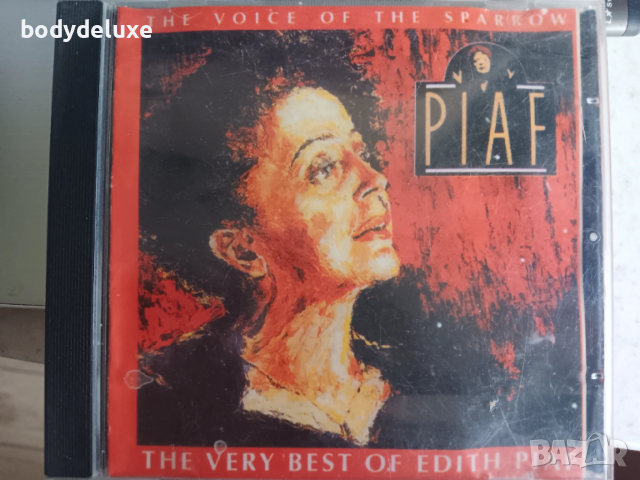 bodydeluxe
THE VOICE OF THE SPARROW
PIAF
THE VERY BEST OF EDITH P
BAZAR